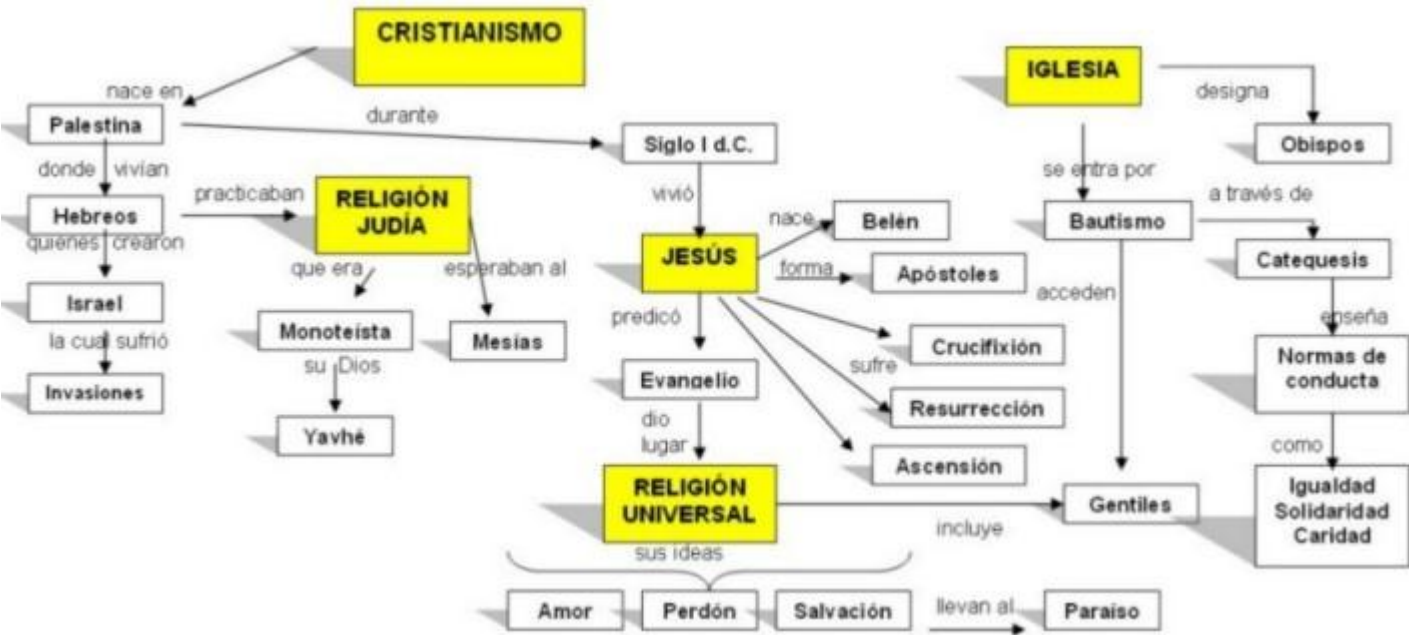 CRISTIANISMO
nace en
Palestina
durante
Siglo I d.C.
donde vivían
Hebreos
practicaban
RELIGIÓN
JUDÍA
quienes crearon
Israel
la cual sufrió
Invasiones
que era
Monoteísta
su Dios
Yavhé
esperaban al
Mesías
vivió
JESÚS
nace
Belén
forma
Apóstoles
predicó
Evangelio
sufre
Crucifixión
Resurrección
Ascensión
dio
lugar
RELIGIÓN
UNIVERSAL
incluye
Gentiles
sus ideas
Amor
Perdón
Salvación
llevan al
Paraíso
IGLESIA
designa
Obispos
se entra por
Bautismo
a través de
Catequesis
acceden
enseña
Normas de
conducta
como
Igualdad
Solidaridad
Caridad